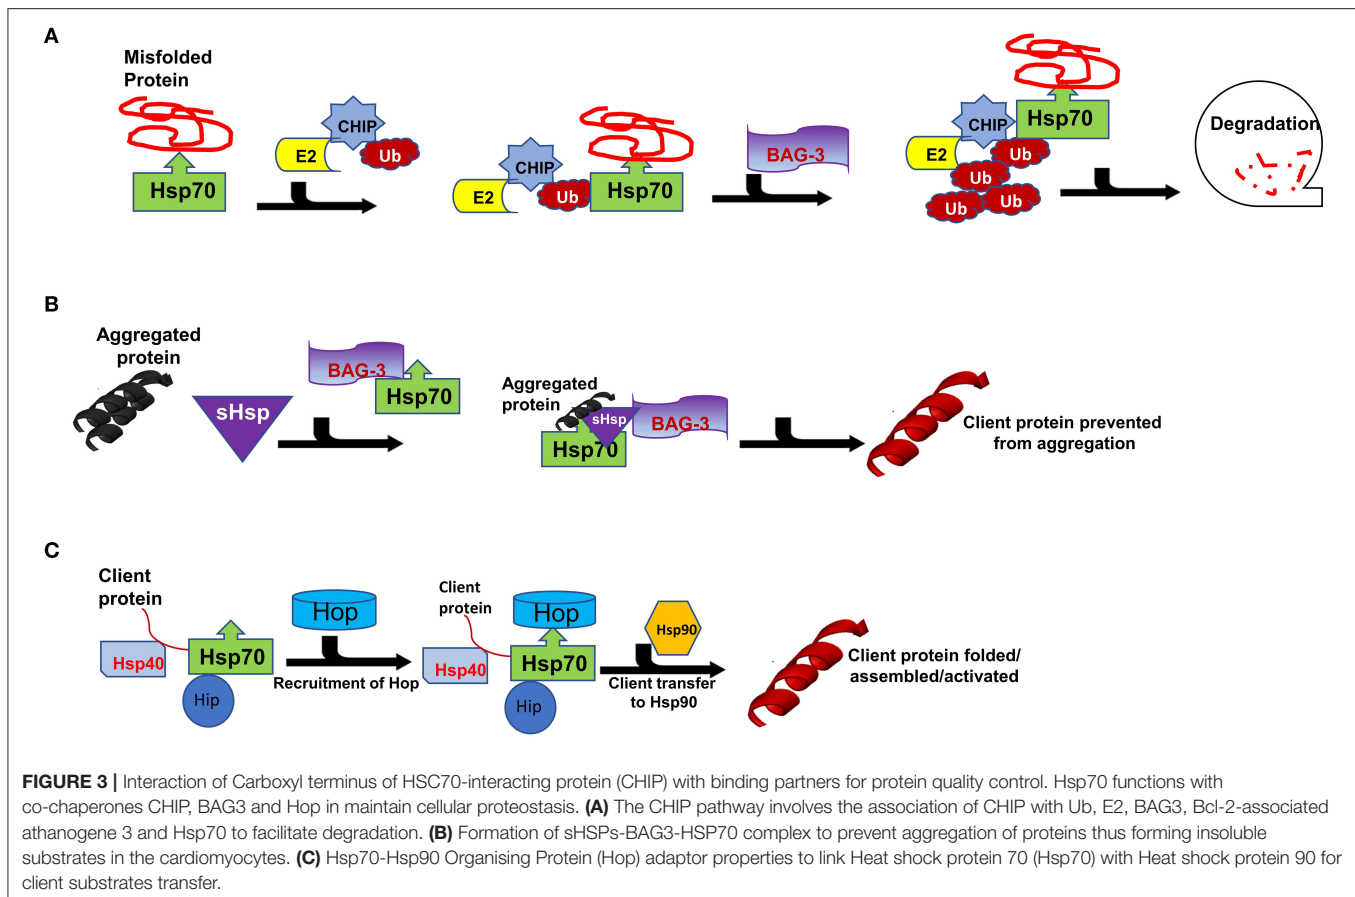 A
Misfolded
Protein
Hsp70
CHIP
E2
Ub
CHIP
E2
Ub
Hsp70
BAG-3
CHIP
Hsp70
E2
Ub
Ub
Ub
Ub
Degradation
B
Aggregated
protein
sHsp
BAG-3
Hsp70
Aggregated
protein
sHsp
BAG-3
Hsp70
Client protein prevented
from aggregation
C
Client
protein
Hsp40
Hsp70
Hip
Hop
Recruitment of Hop
Client
protein
Hop
Hsp40
Hsp70
Hip
Hsp90
Client transfer
to Hsp90
Client protein folded/
assembled/activated
FIGURE 3 | Interaction of Carboxyl terminus of HSC70-interacting protein (CHIP) with binding partners for protein quality control. Hsp70 functions with
co-chaperones CHIP, BAG3 and Hop in maintain cellular proteostasis. (A) The CHIP pathway involves the association of CHIP with Ub, E2, BAG3, Bcl-2-associated
athanogene 3 and Hsp70 to facilitate degradation. (B) Formation of sHSPs-BAG3-HSP70 complex to prevent aggregation of proteins thus forming insoluble
substrates in the cardiomyocytes. (C) Hsp70-Hsp90 Organising Protein (Hop) adaptor properties to link Heat shock protein 70 (Hsp70) with Heat shock protein 90 for
client substrates transfer.